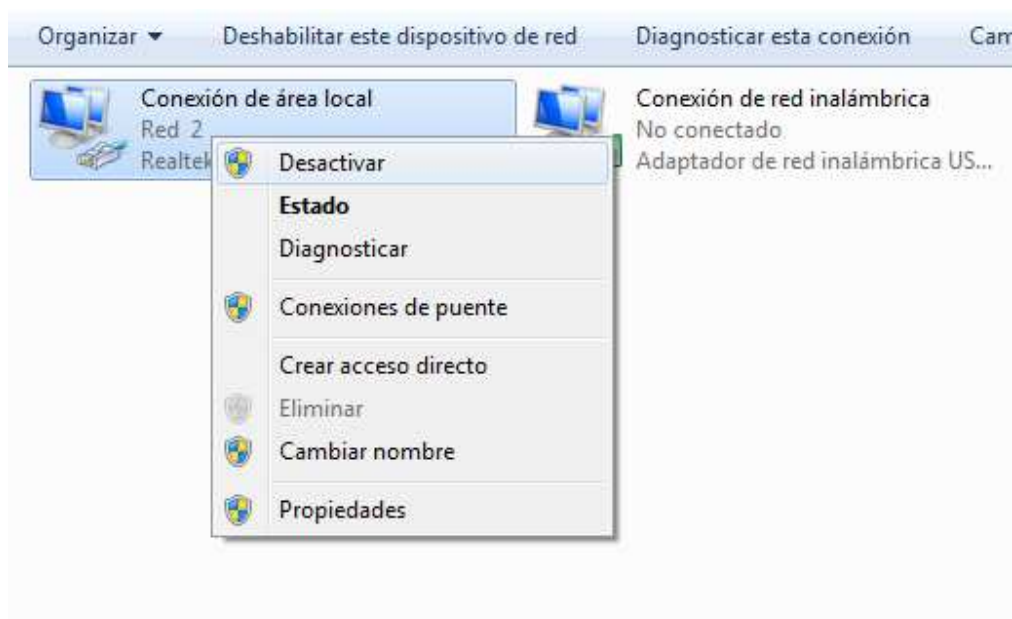 Organizar Deshabilitar este dispositivo de red Diagnosticar esta conexión
Conexión de área local
Red 2
Realtek
Conexión de red inalámbrica
No conectado
Adaptador de red inalámbrica US...
Desactivar
Estado
Diagnosticar
Conexiones de puente
Crear acceso directo
Eliminar
Cambiar nombre
Propiedades